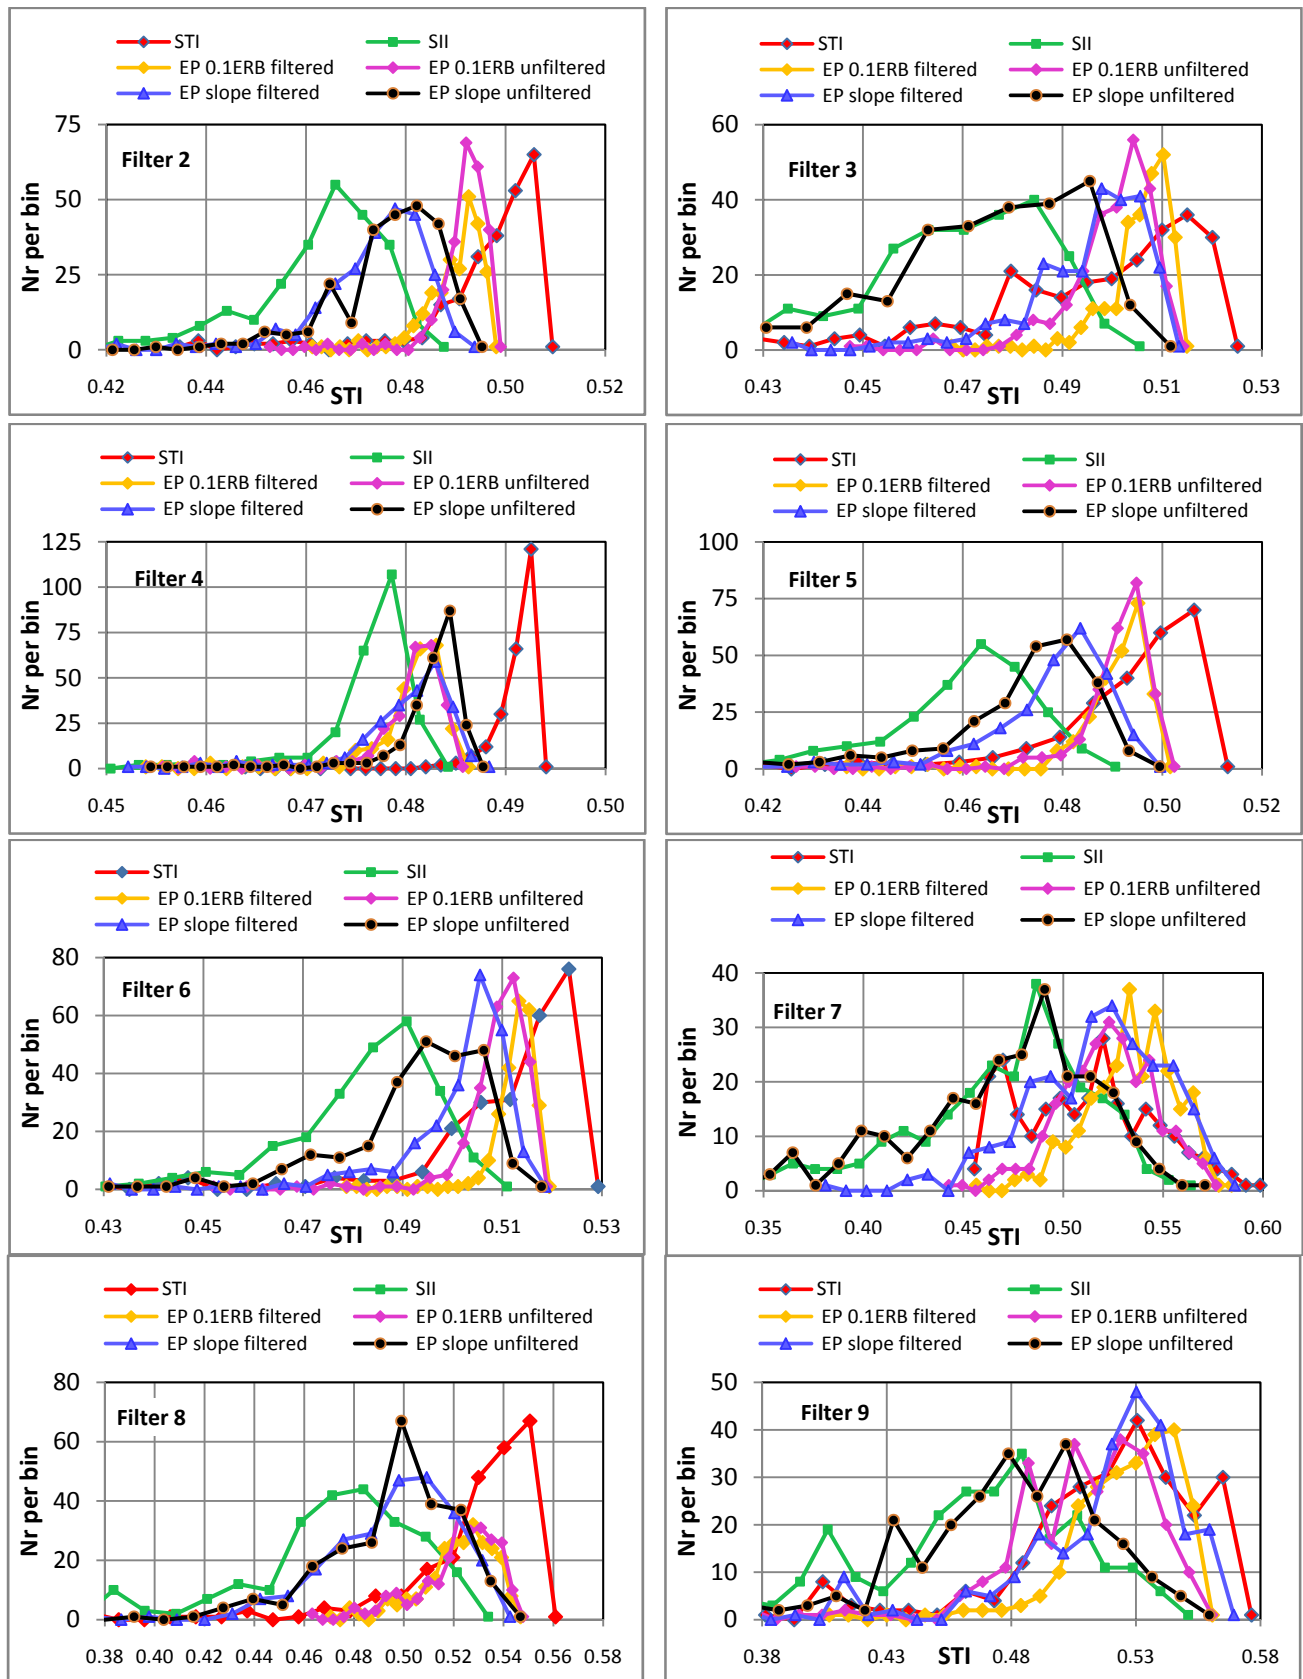 STI SII
EP 0.1ERB filtered EP 0.1ERB unfiltered
EP slope filtered EP slope unfiltered
75
50
25
0
Nr per bin
Filter 2
0.42 0.44 0.46 0.48 0.50 0.52
STI
STI SII
EP 0.1ERB filtered EP 0.1ERB unfiltered
EP slope filtered EP slope unfiltered
60
40
20
0
Nr per bin
Filter 3
0.43 0.45 0.47 0.49 0.51 0.53
STI
STI SII
EP 0.1ERB filtered EP 0.1ERB unfiltered
EP slope filtered EP slope unfiltered
125
100
75
50
25
0
Nr per bin
Filter 4
0.45 0.46 0.47 0.48 0.49 0.50
STI
STI SII
EP 0.1ERB filtered EP 0.1ERB unfiltered
EP slope filtered EP slope unfiltered
100
75
50
25
0
Nr per bin
Filter 5
0.42 0.44 0.46 0.48 0.50 0.52
STI
STI SII
EP 0.1ERB filtered EP 0.1ERB unfiltered
EP slope filtered EP slope unfiltered
80
60
40
20
0
Nr per bin
Filter 6
0.43 0.45 0.47 0.49 0.51 0.53
STI
STI SII
EP 0.1ERB filtered EP 0.1ERB unfiltered
EP slope filtered EP slope unfiltered
40
30
20
10
0
Nr per bin
Filter 7
0.35 0.40 0.45 0.50 0.55 0.60
STI
STI SII
EP 0.1ERB filtered EP 0.1ERB unfiltered
EP slope filtered EP slope unfiltered
80
60
40
20
0
Nr per bin
Filter 8
0.38 0.40 0.42 0.44 0.46 0.48 0.50 0.52 0.54 0.56 0.58
STI
STI SII
EP 0.1ERB filtered EP 0.1ERB unfiltered
EP slope filtered EP slope unfiltered
50
40
30
20
10
0
Nr per bin
Filter 9
0.38 0.43 0.48 0.53 0.58
STI